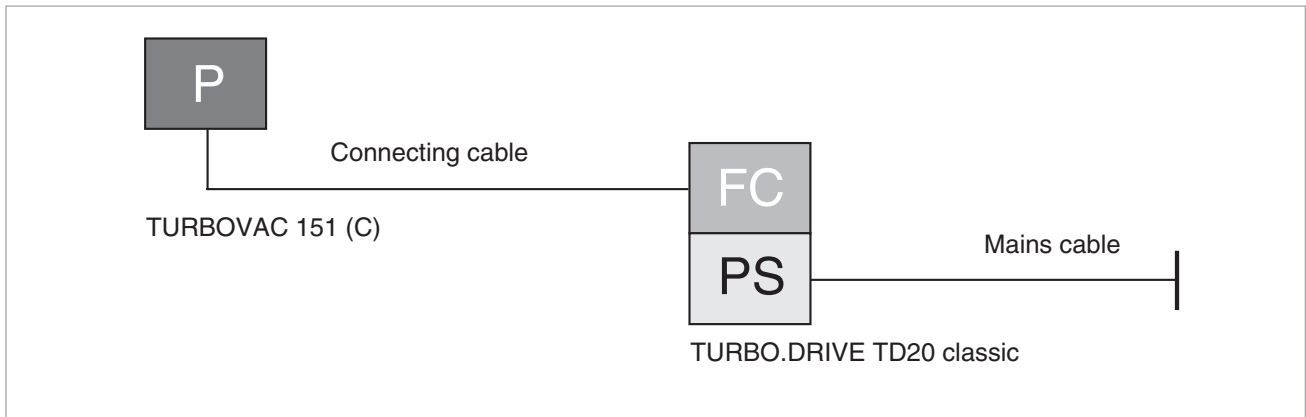 P
Connecting cable
FC
TURBOVAC 151 (C)
Mains cable
PS
TURBO.DRIVE TD20 classic